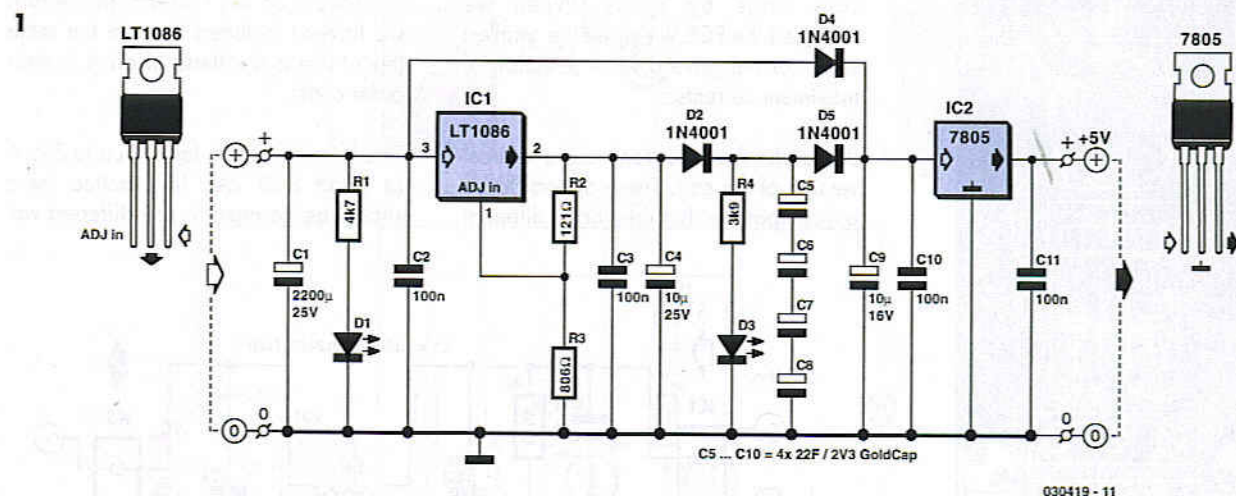 1
LT1086
ADJ in
+
+
0
0
C1
2200μ
25V
R1
4k7
D1
C2
100n
IC1
LT1086
3
2
ADJ in
1
R2
121Ω
R3
806Ω
C3
100n
C4
10μ
25V
D2
1N4001
R4
3k9
D3
D4
1N4001
D5
1N4001
C5
C6
C7
C8
C9
10μ
16V
C10
100n
IC2
7805
C11
100n
+
+5V
+
0
0
7805
C5 ... C10 = 4x 22F / 2V3 GoldCap
030419 - 11